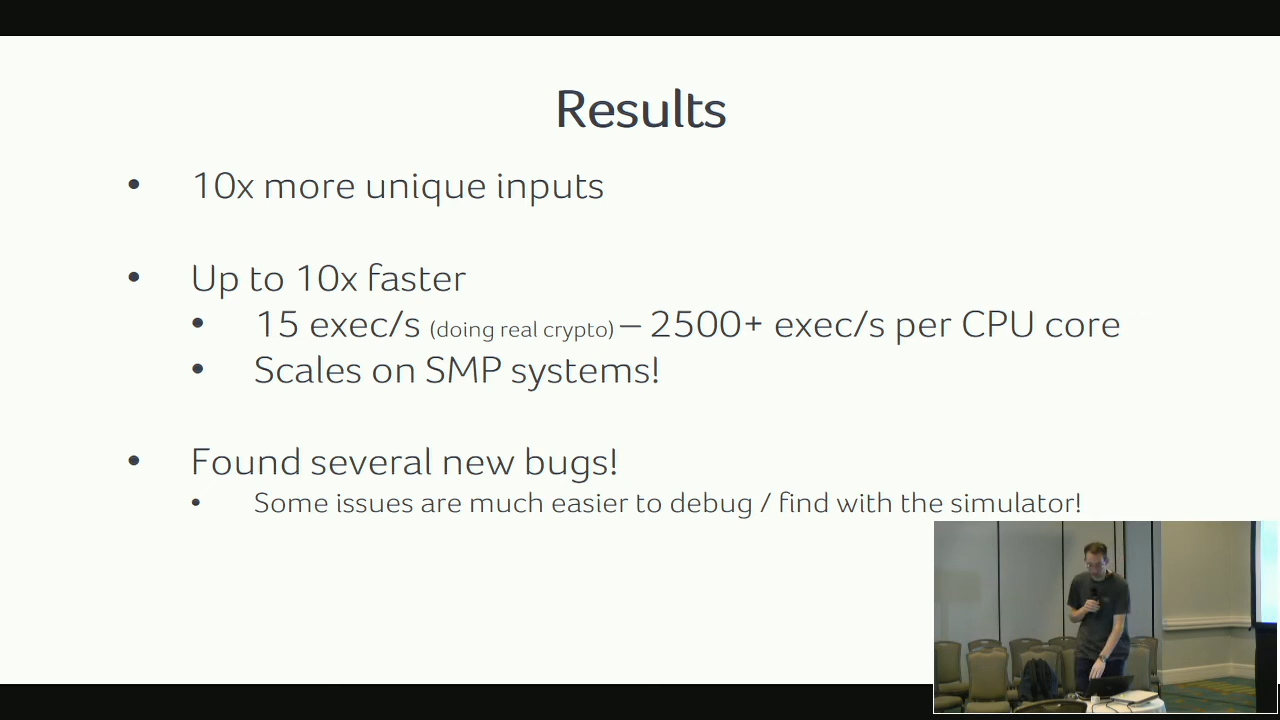 Results
• 10x more unique inputs
• Up to 10x faster
• 15 exec/s (doing real crypto) – 2500+ exec/s per CPU core
• Scales on SMP systems!
• Found several new bugs!
• Some issues are much easier to debug / find with the simulator!